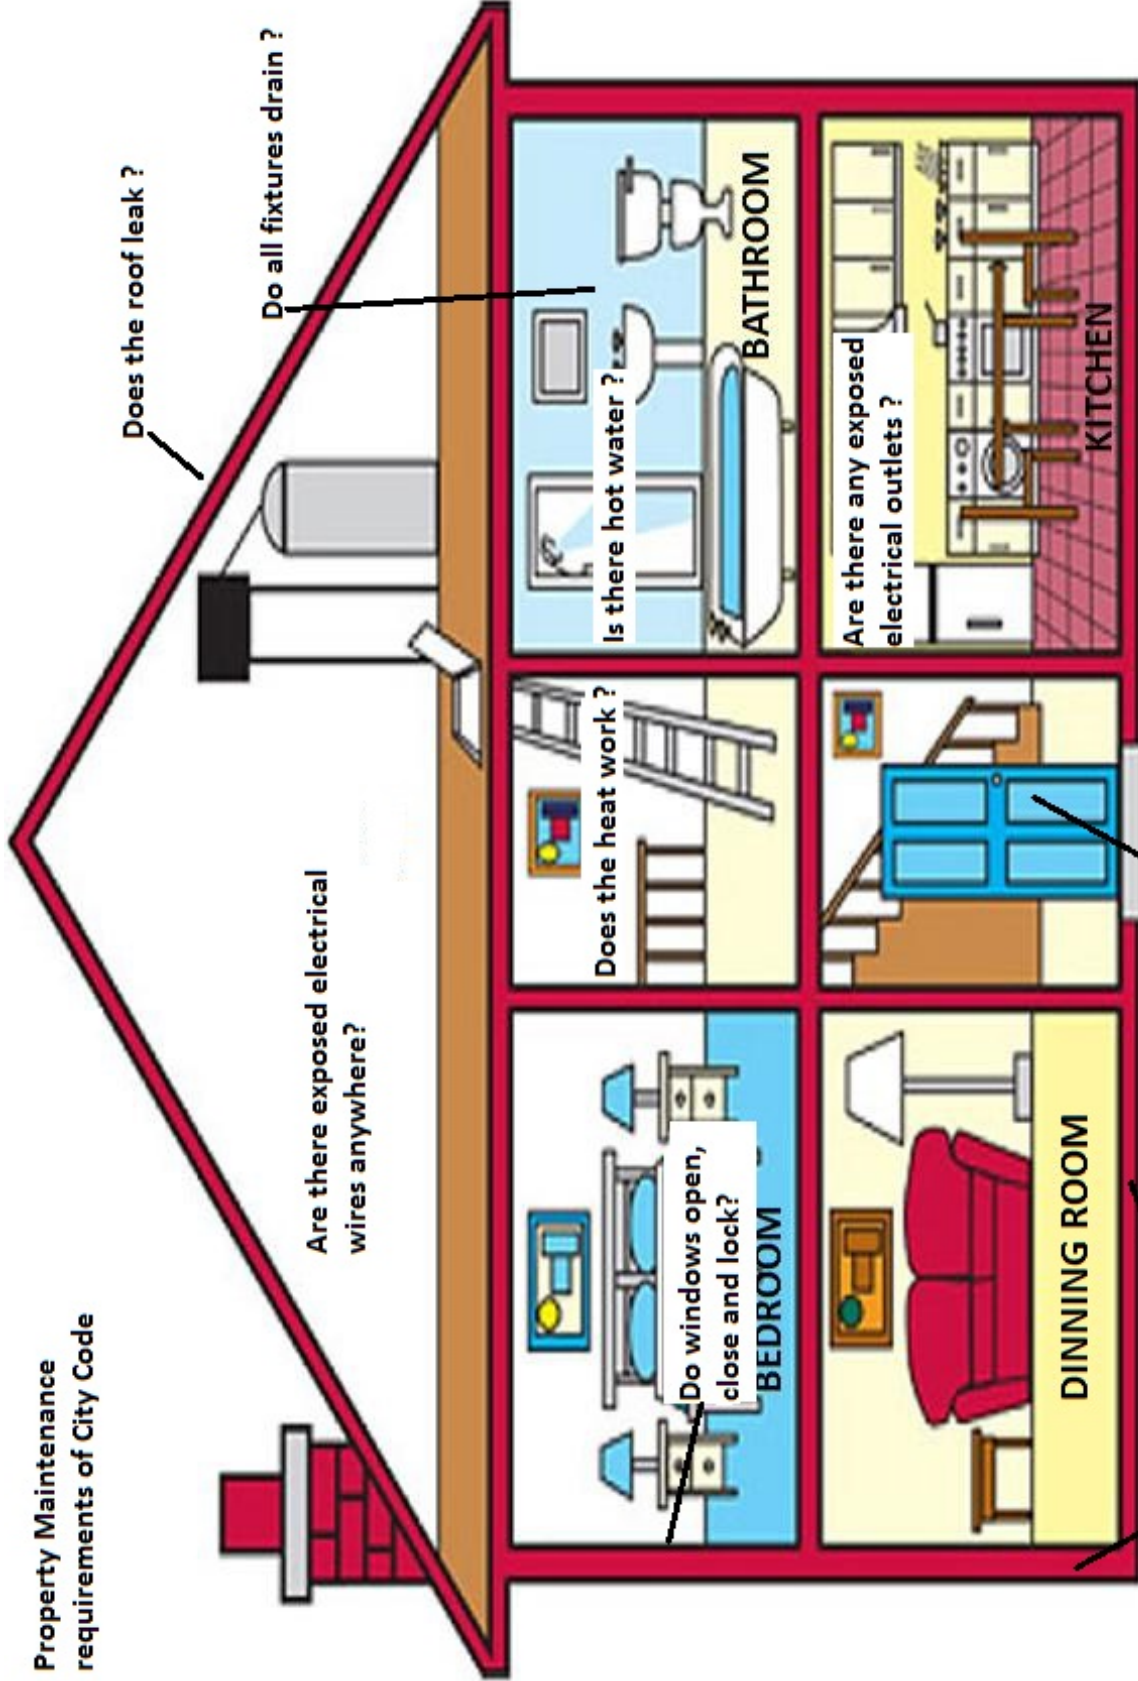 Property Maintenance
requirements of City Code
Does the roof leak ?
Do all fixtures drain ?
Are there exposed electrical
wires anywhere?
Do windows open,
close and lock?
BEDROOM
Does the heat work ?
Is there hot water ?
BATHROOM
DINNING ROOM
Are there any exposed
electrical outlets ?
KITCHEN